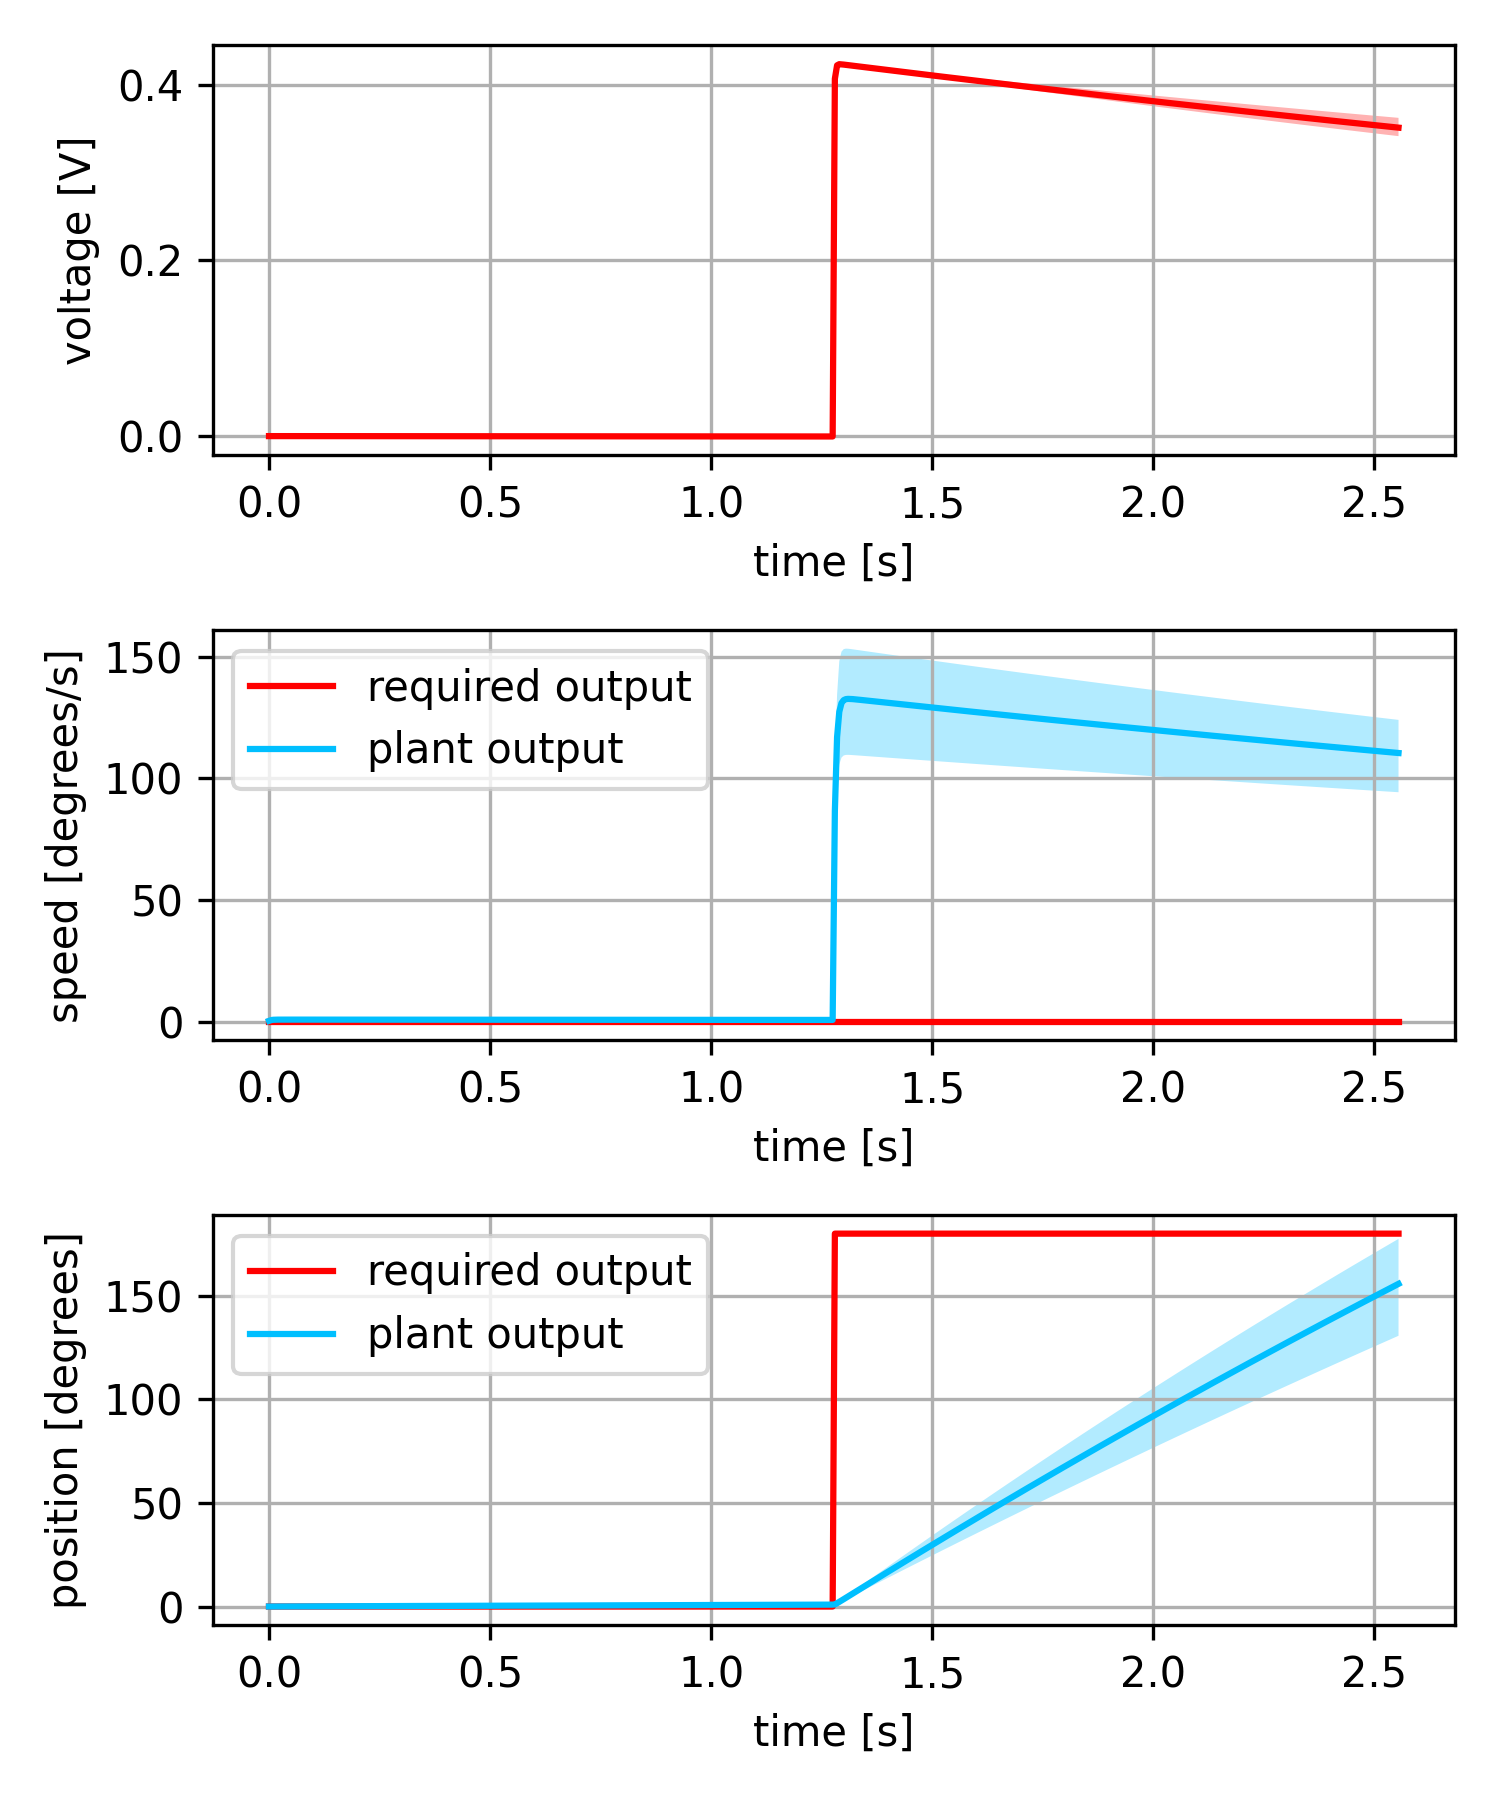 0.4
0.2
0.0
voltage [V]
0.0 0.5 1.0 1.5 2.0 2.5
time [s]
150
100
50
0
speed [degrees/s]
required output
plant output
0.0 0.5 1.0 1.5 2.0 2.5
time [s]
150
100
50
0
position [degrees]
required output
plant output
0.0 0.5 1.0 1.5 2.0 2.5
time [s]